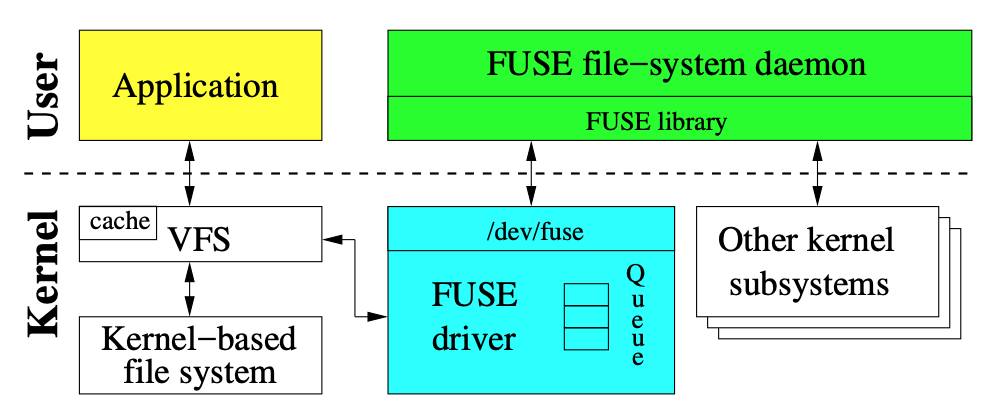 User
Application
FUSE file−system daemon
FUSE library
Kernel
cache
VFS
Kernel−based
file system
/dev/fuse
FUSE
driver
Queue
Other kernel
subsystems